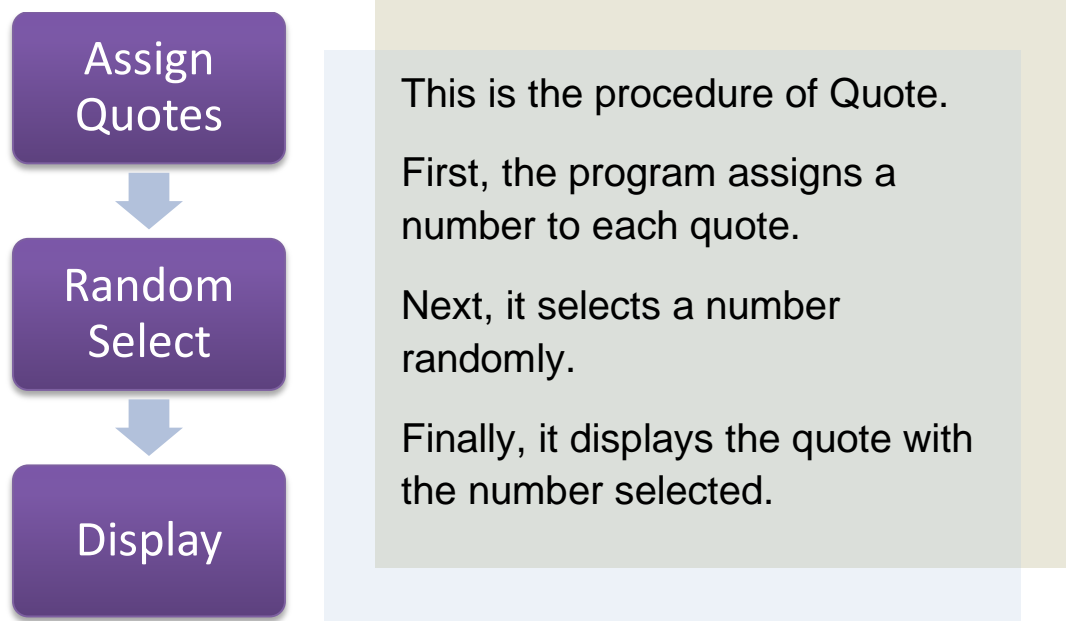 Assign
Quotes
Random
Select
Display
This is the procedure of Quote.
First, the program assigns a
number to each quote.
Next, it selects a number
randomly.
Finally, it displays the quote with
the number selected.